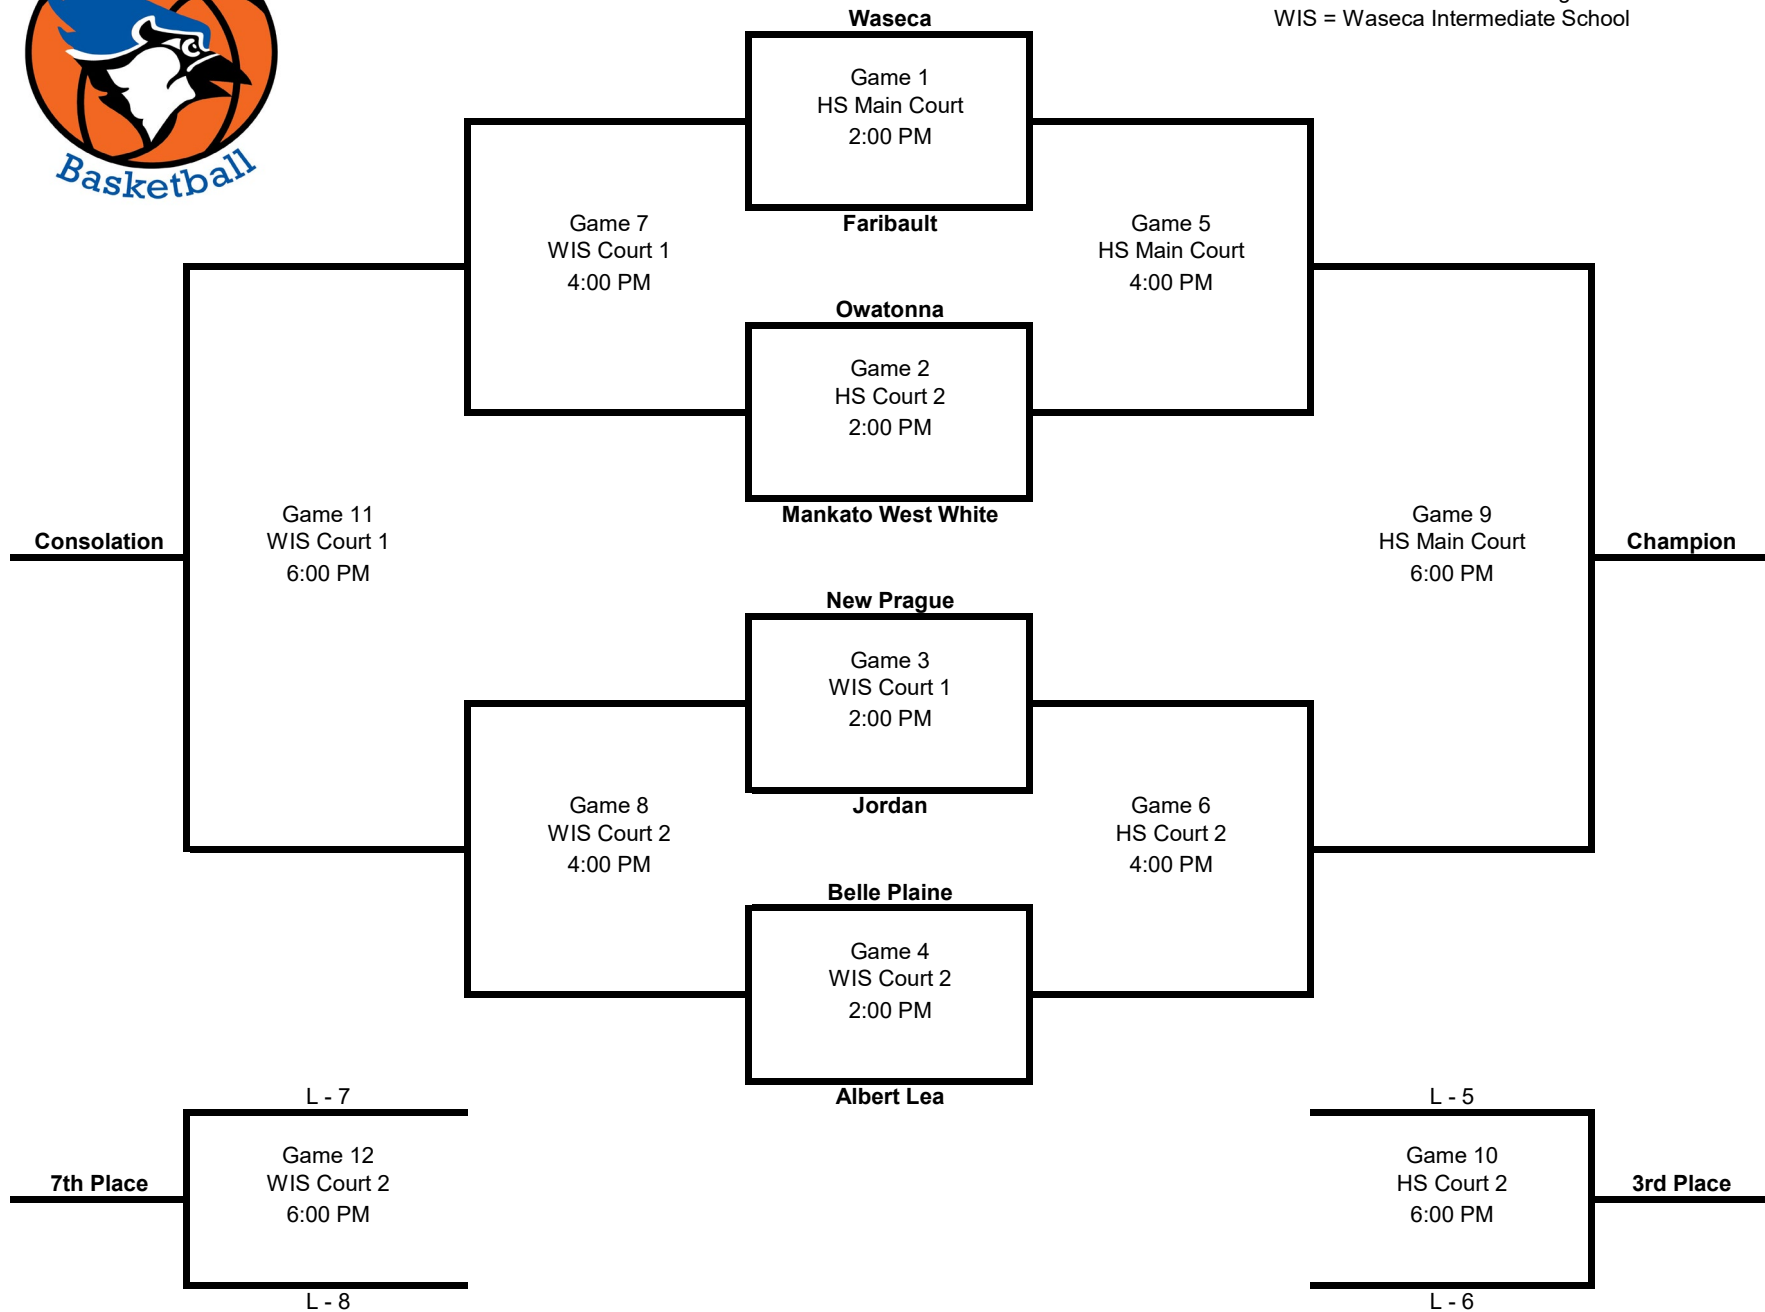 Basketball
WIS = Waseca Intermediate School
Waseca
Game 1
HS Main Court
2:00 PM
Faribault
Game 7
WIS Court 1
4:00 PM
Game 5
HS Main Court
4:00 PM
Owatonna
Game 2
HS Court 2
2:00 PM
Mankato West White
Game 11
WIS Court 1
6:00 PM
Consolation
Game 9
HS Main Court
6:00 PM
Champion
New Prague
Game 3
WIS Court 1
2:00 PM
Jordan
Game 8
WIS Court 2
4:00 PM
Game 6
HS Court 2
4:00 PM
Belle Plaine
Game 4
WIS Court 2
2:00 PM
Albert Lea
L - 7
Game 12
WIS Court 2
6:00 PM
7th Place
L - 8
L - 5
Game 10
HS Court 2
6:00 PM
3rd Place
L - 6